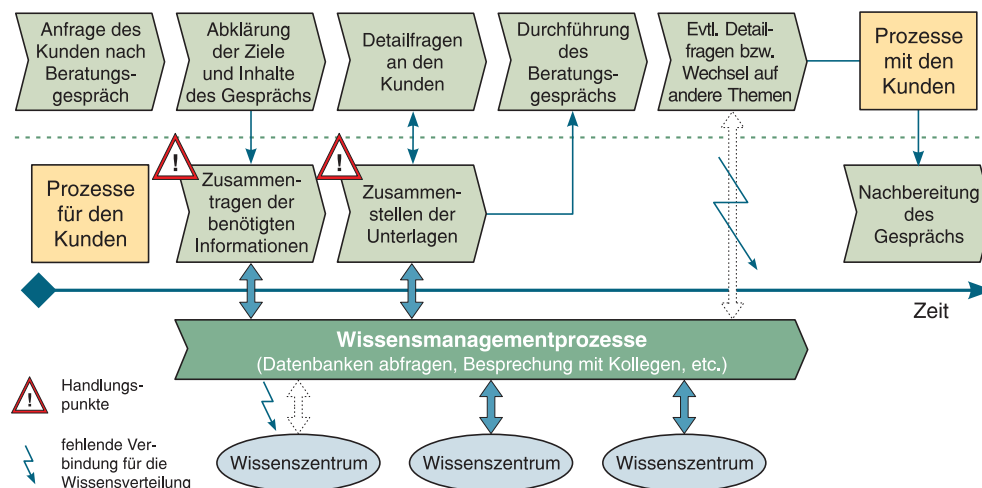 Anfrage des
Kunden nach
Beratungs-
gespräch
Abklärung
der Ziele
und Inhalte
des Gesprächs
Detailfragen
an den
Kunden
Durchführung
des
Beratungs-
gesprächs
Evtl. Detail-
fragen bzw.
Wechsel auf
andere Themen
Prozesse
mit den
Kunden
Prozesse
für den
Kunden
!
Zusammen-
tragen der
benötigten
Informationen
!
Zusammen-
stellen der
Unterlagen
Nachbereitung
des
Gesprächs
Zeit
Wissensmanagementprozesse
(Datenbanken abfragen, Besprechung mit Kollegen, etc.)
!
Handlungs-
punkte
fehlende Ver-
bindung für die
Wissensverteilung
Wissenszentrum
Wissenszentrum
Wissenszentrum